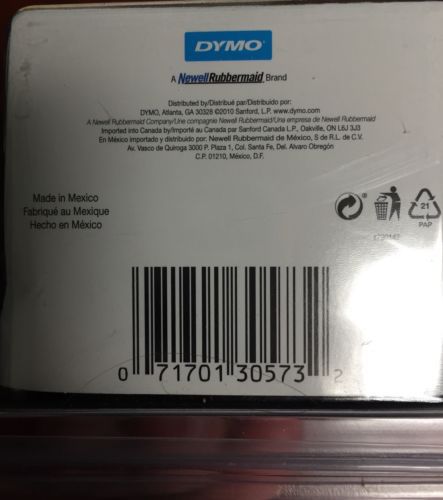 DYMO
A NewellRubbermaid Brand
Distributed by/Distribué par/Distribuido por:
DYMO, Atlanta, GA 30328 ©2010 Sanford, L.P. www.dymo.com
A Newell Rubbermaid Company/Une compagnie Newell Rubbermaid/Una empresa de Newell Rubbermaid
Imported into Canada by/Importé au Canada par Sanford Canada L.P., Oakville, ON L6J 3J3
En México importado y distribuido por: Newell Rubbermaid de México, S de R.L. de C.V.
Av. Vasco de Quiroga 3000 P. Plaza 1, Col, Santa Fe, Del. Alvaro Obregón
C.P. 01210, México, D.F.
Made in Mexico
Fabriqué au Mexique
Hecho en México
21
PAP
0 71701 30573 2